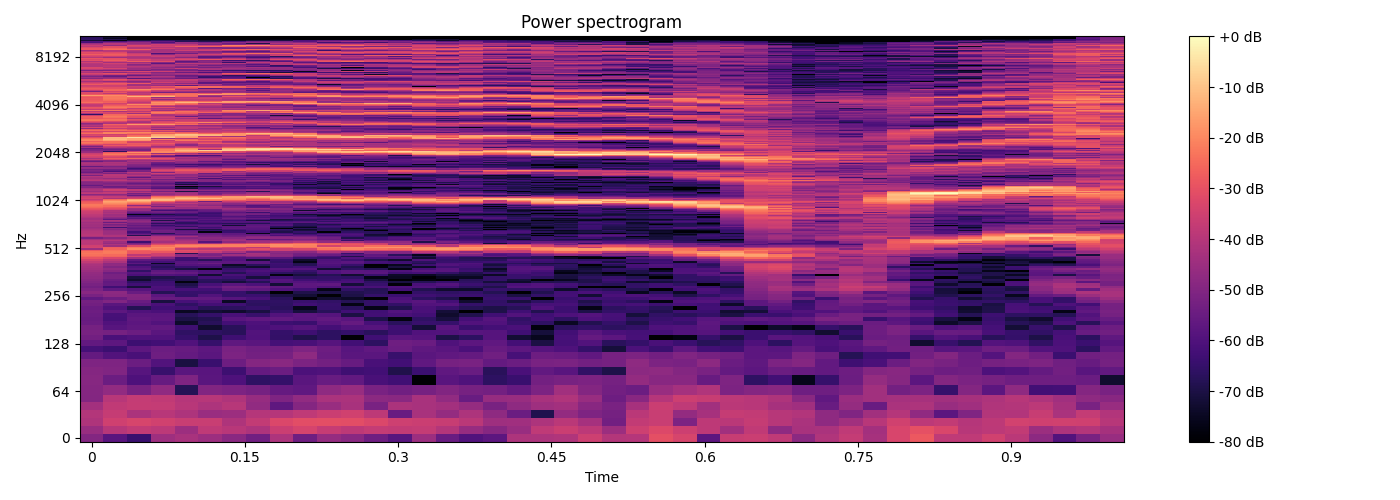 Power spectrogram
Hz
8192
4096
2048
1024
512
256
128
64
0
0 0.15 0.3 0.45 0.6 0.75 0.9
Time
+0 dB
-10 dB
-20 dB
-30 dB
-40 dB
-50 dB
-60 dB
-70 dB
-80 dB